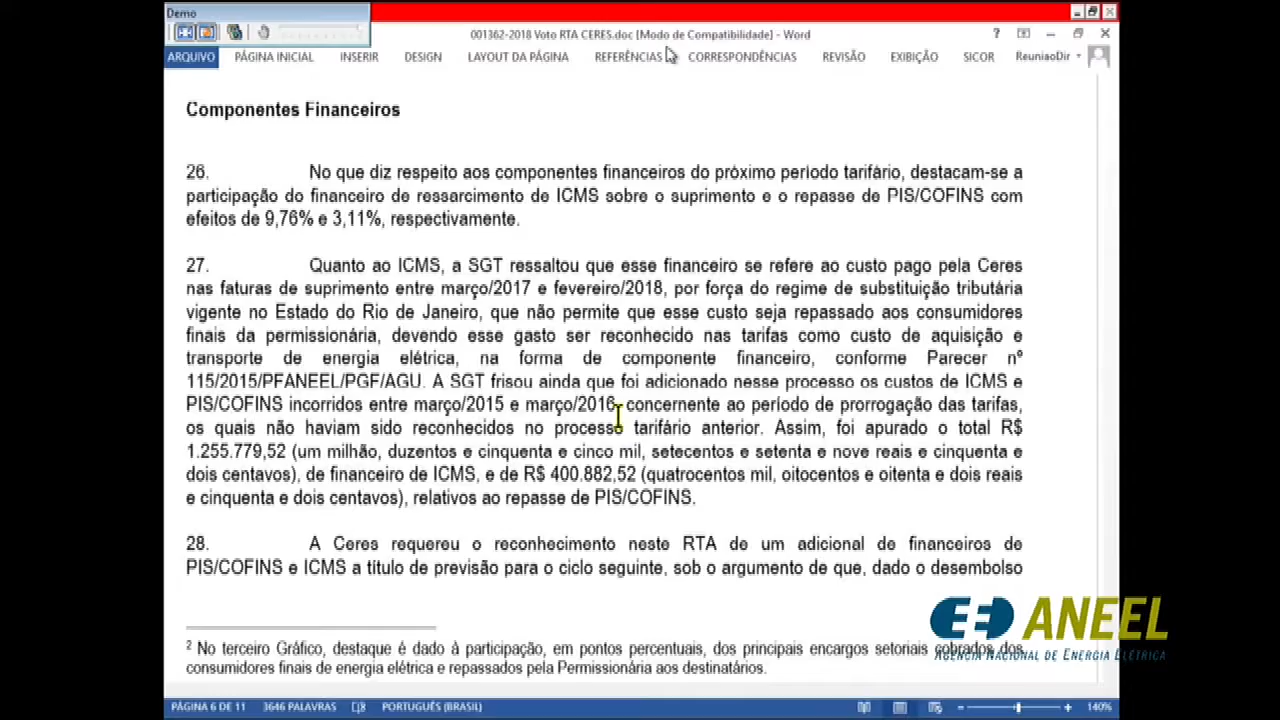 Demo
001362-2018 Voto RTA CERES.doc [Modo de Compatibilidade] - Word
ARQUIVO PÁGINA INICIAL INSERIR DESIGN LAYOUT DA PÁGINA REFERÊNCIAS CORRESPONDÊNCIAS REVISÃO EXIBIÇÃO SICOR ReuniaoDir
Componentes Financeiros
26. No que diz respeito aos componentes financeiros do próximo período tarifário, destacam-se a
participação do financeiro de ressarcimento de ICMS sobre o suprimento e o repasse de PIS/COFINS com
efeitos de 9,76% e 3,11%, respectivamente.
27. Quanto ao ICMS, a SGT ressaltou que esse financeiro se refere ao custo pago pela Ceres
nas faturas de suprimento entre março/2017 e fevereiro/2018, por força do regime de substituição tributária
vigente no Estado do Rio de Janeiro, que não permite que esse custo seja repassado aos consumidores
finais da permissionária, devendo esse gasto ser reconhecido nas tarifas como custo de aquisição e
transporte de energia elétrica, na forma de componente financeiro, conforme Parecer nº
115/2015/PFANEEL/PGF/AGU. A SGT frisou ainda que foi adicionado nesse processo os custos de ICMS e
PIS/COFINS incorridos entre março/2015 e março/2016, concernente ao período de prorrogação das tarifas,
os quais não haviam sido reconhecidos no processo tarifário anterior. Assim, foi apurado o total R$
1.255.779,52 (um milhão, duzentos e cinquenta e cinco mil, setecentos e setenta e nove reais e cinquenta e
dois centavos), de financeiro de ICMS, e de R$ 400.882,52 (quatrocentos mil, oitocentos e oitenta e dois reais
e cinquenta e dois centavos), relativos ao repasse de PIS/COFINS.
28. A Ceres requereu o reconhecimento neste RTA de um adicional de financeiros de
PIS/COFINS e ICMS a título de previsão para o ciclo seguinte, sob o argumento de que, dado o desembolso
ANEEL
AGÊNCIA NACIONAL DE ENERGIA ELÉTRICA
2 No terceiro Gráfico, destaque é dado à participação, em pontos percentuais, dos principais encargos setoriais cobrados dos
consumidores finais de energia elétrica e repassados pela Permissionária aos destinatários.
PÁGINA 6 DE 11 3646 PALAVRAS PORTUGUÊS (BRASIL) 140%